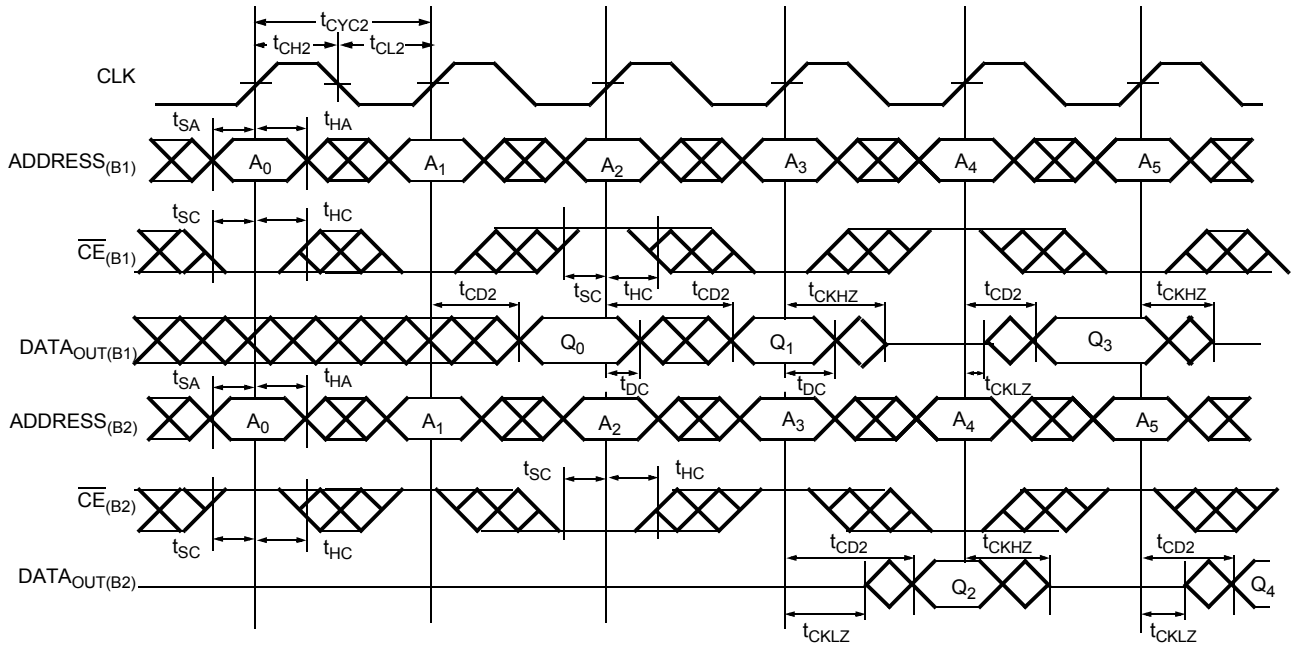 tCYC2
tCH2 tCL2
CLK
tSA tHA
ADDRESS(B1) A0 A1 A2 A3 A4 A5
tSC tHC
CE(B1)
tCD2 tSC tHC tCD2 tCKHZ tCD2 tCKHZ
DATAOUT(B1) Q0 Q1 Q3
tSA tHA tDC tDC tCKLZ
ADDRESS(B2) A0 A1 A2 A3 A4 A5
tSC tHC
CE(B2)
tSC tHC tCD2 tCKHZ tCD2
DATAOUT(B2) Q2 Q4
tCKLZ tCKLZ